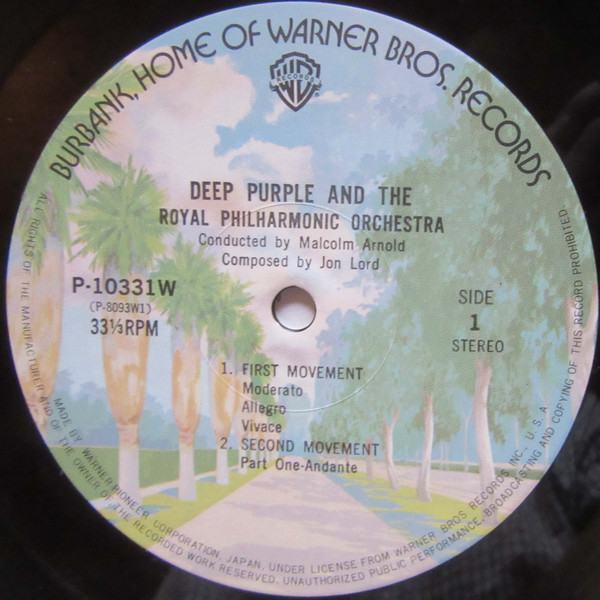 BURBANK, HOME OF WARNER BROS. RECORDS
RECORDS
DEEP PURPLE AND THE
ROYAL PHILHARMONIC ORCHESTRA
Conducted by Malcolm Arnold
Composed by Jon Lord
P-10331W
(P-8093W1)
33⅓RPM
SIDE
1
STEREO
1. FIRST MOVEMENT
Moderato
Allegro
Vivace
2. SECOND MOVEMENT
Part One-Andante
MADE BY WARNER-PIONEER CORPORATION, JAPAN, UNDER LICENSE FROM WARNER BROS RECORDS INC., U.S.A.
ALL RIGHTS OF THE MANUFACTURER AND OF THE OWNER OF THE RECORDED WORK RESERVED. UNAUTHORIZED PUBLIC PERFORMANCE, BROADCASTING AND COPYING OF THIS RECORD PROHIBITED.